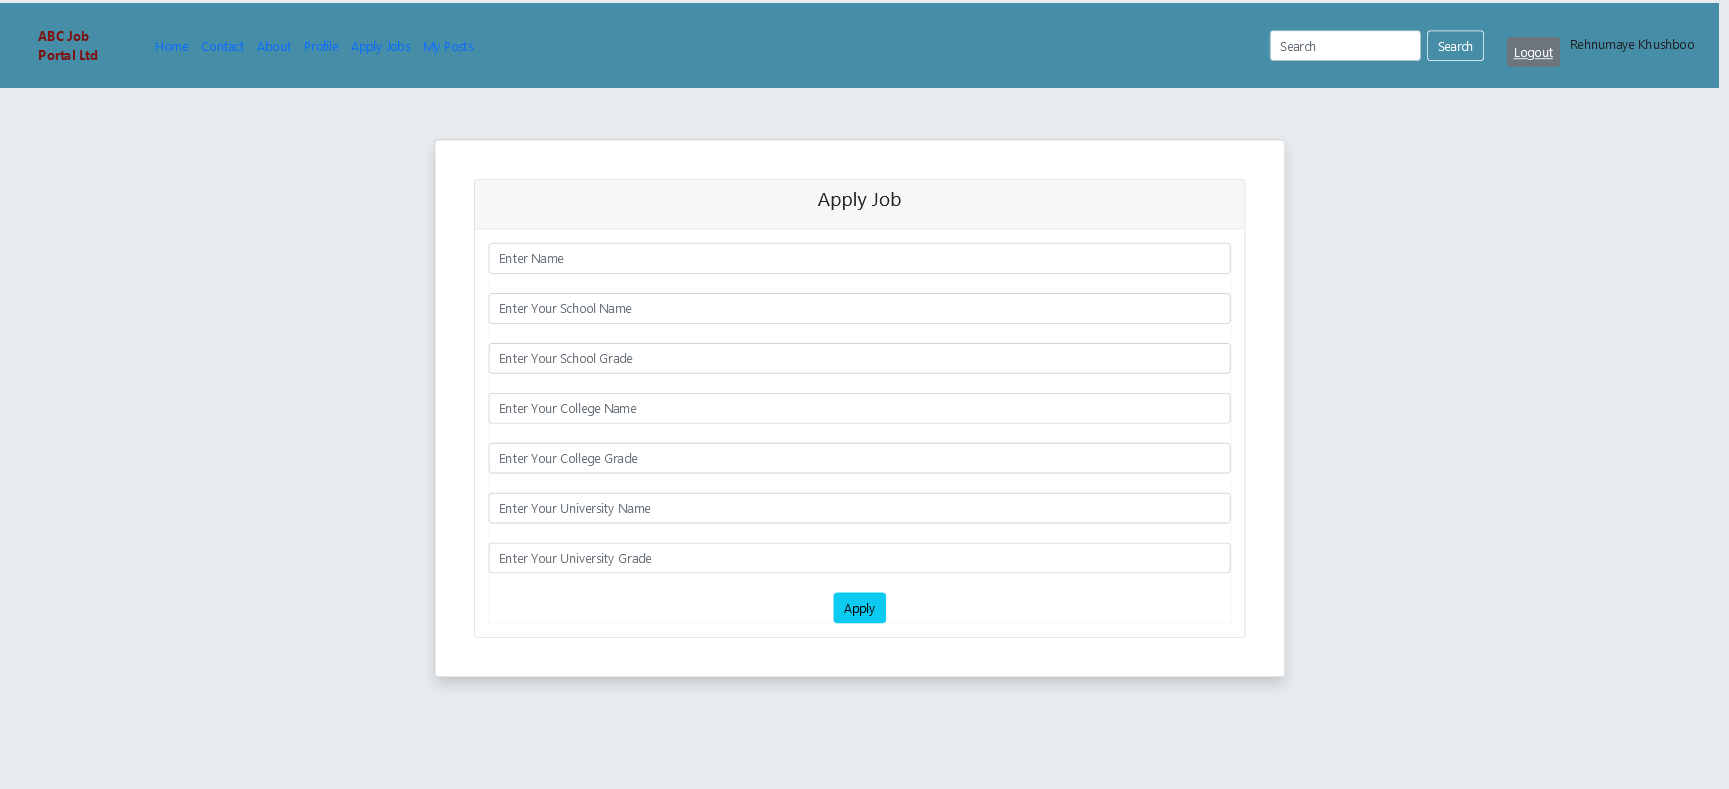 ABC Job
Portal Ltd
Home Contact About Profile Apply Jobs My Posts
Search Search Logout Rehnumaye Khushboo
Apply Job
Enter Name
Enter Your School Name
Enter Your School Grade
Enter Your College Name
Enter Your College Grade
Enter Your University Name
Enter Your University Grade
Apply